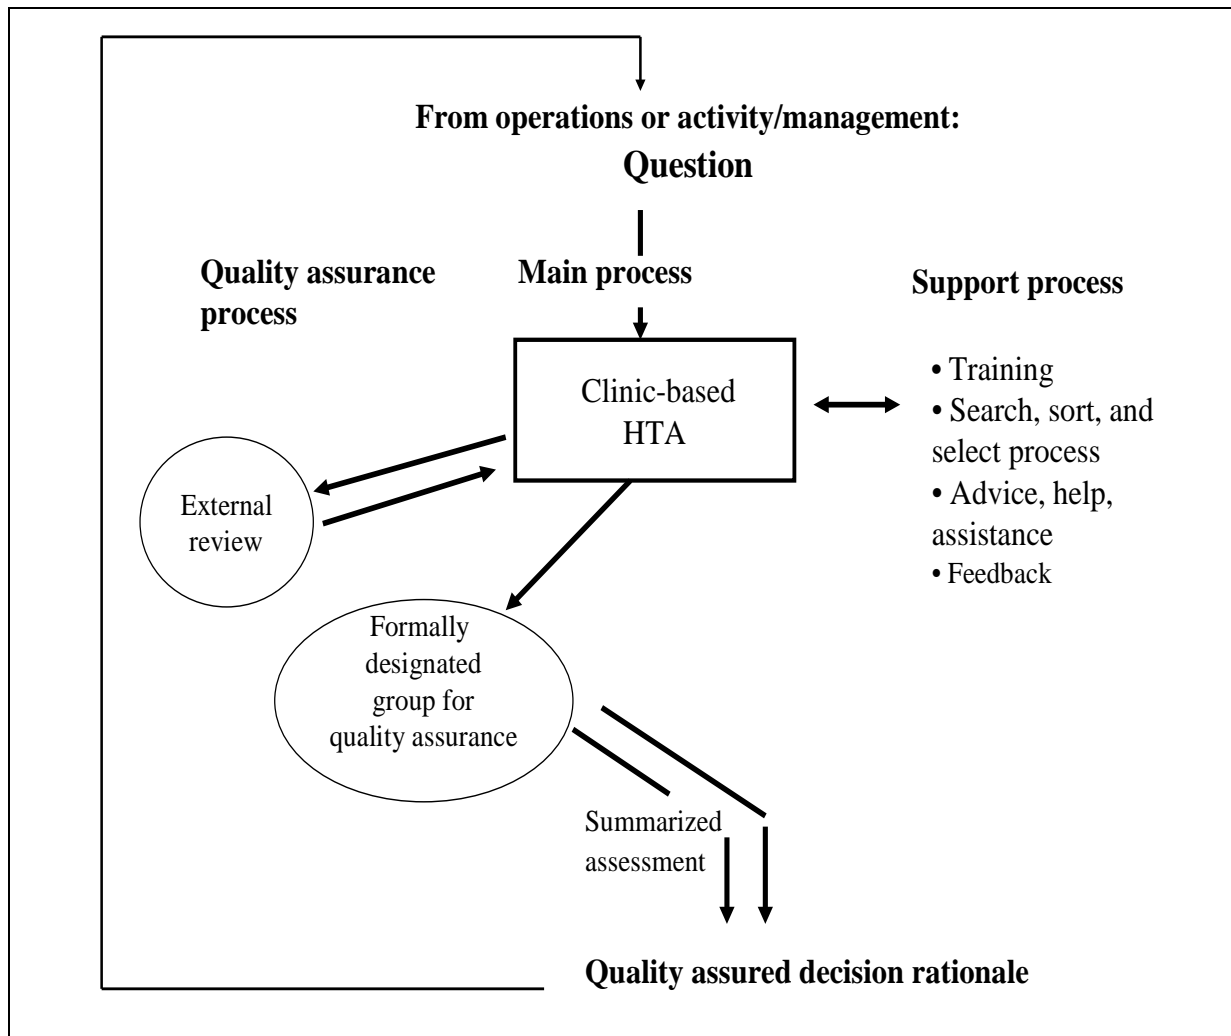 From operations or activity/management:
Question
Quality assurance
process
Main process
Support process
Clinic-based
HTA
• Training
• Search, sort, and
select process
• Advice, help,
assistance
• Feedback
External
review
Formally
designated
group for
quality assurance
Summarized
assessment
Quality assured decision rationale